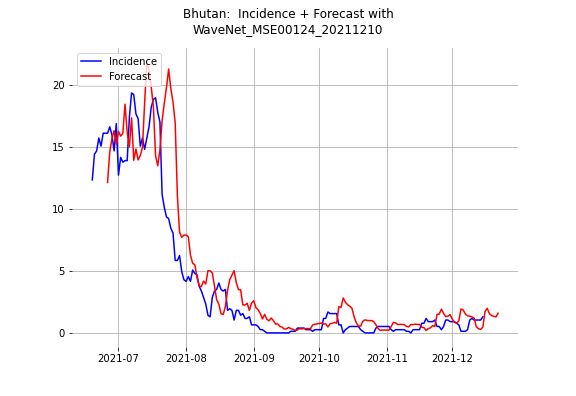 Bhutan:  Incidence + Forecast with
WaveNet_MSE00124_20211210
Incidence
Forecast
20
15
10
5
0
2021-07 2021-08 2021-09 2021-10 2021-11 2021-12